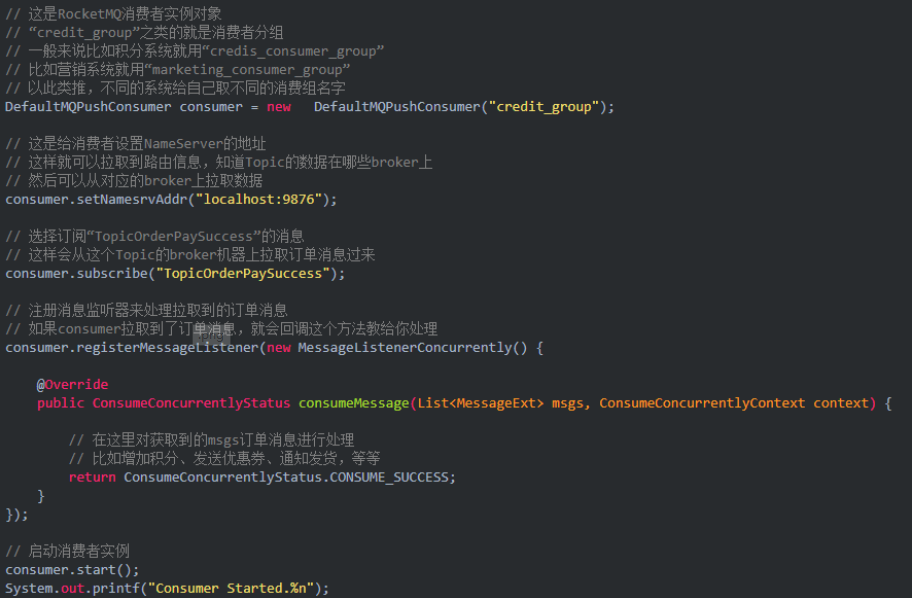 // 这是RocketMQ消费者实例对象
// “credit_group”之类的就是消费者分组
// 一般来说比如积分系统就用“credis_consumer_group”
// 比如营销系统就用“marketing_consumer_group”
// 以此类推，不同的系统给自己取不同的消费组名字
DefaultMQPushConsumer consumer = new   DefaultMQPushConsumer("credit_group");
// 这是给消费者设置NameServer的地址
// 这样就可以拉取到路由信息，知道Topic的数据在哪些broker上
// 然后可以从对应的broker上拉取数据
consumer.setNamesrvAddr("localhost:9876");
// 选择订阅“TopicOrderPaySuccess”的消息
// 这样会从这个Topic的broker机器上拉取订单消息过来
consumer.subscribe("TopicOrderPaySuccess");
// 注册消息监听器来处理拉取到的订单消息
// 如果consumer拉取到了订单消息，就会回调这个方法教给你处理
consumer.registerMessageListener(new MessageListenerConcurrently() {
    @Override
    public ConsumeConcurrentlyStatus consumeMessage(List<MessageExt> msgs, ConsumeConcurrentlyContext context) {
        // 在这里对获取到的msgs订单消息进行处理
        // 比如增加积分、发送优惠券、通知发货，等等
        return ConsumeConcurrentlyStatus.CONSUME_SUCCESS;
    }
});
// 启动消费者实例
consumer.start();
System.out.printf("Consumer Started.%n");